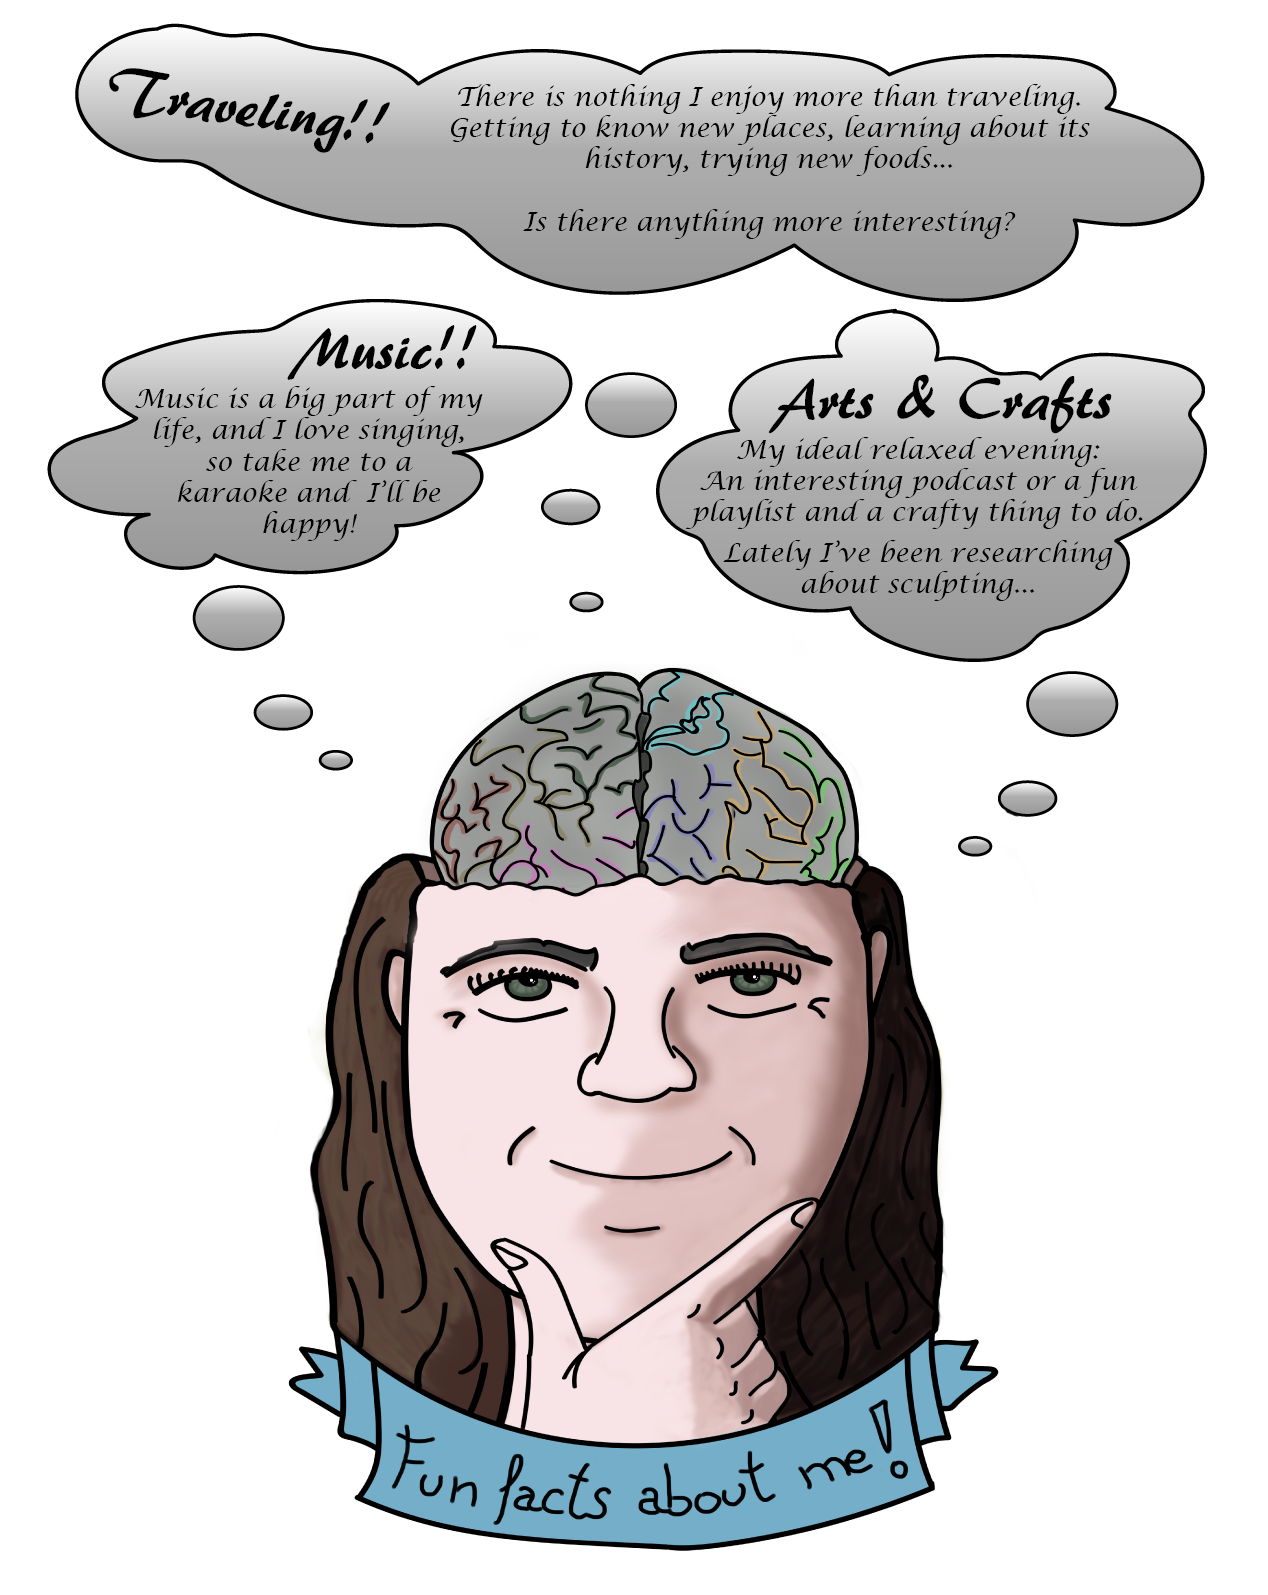 Traveling!!
There is nothing I enjoy more than traveling.
Getting to know new places, learning about its
history, trying new foods...
Is there anything more interesting?
Music!!
Music is a big part of my
life, and I love singing,
so take me to a
karaoke and I'll be
happy!
Arts & Crafts
My ideal relaxed evening:
An interesting podcast or a fun
playlist and a crafty thing to do.
Lately I've been researching
about sculpting...
Fun facts about me!